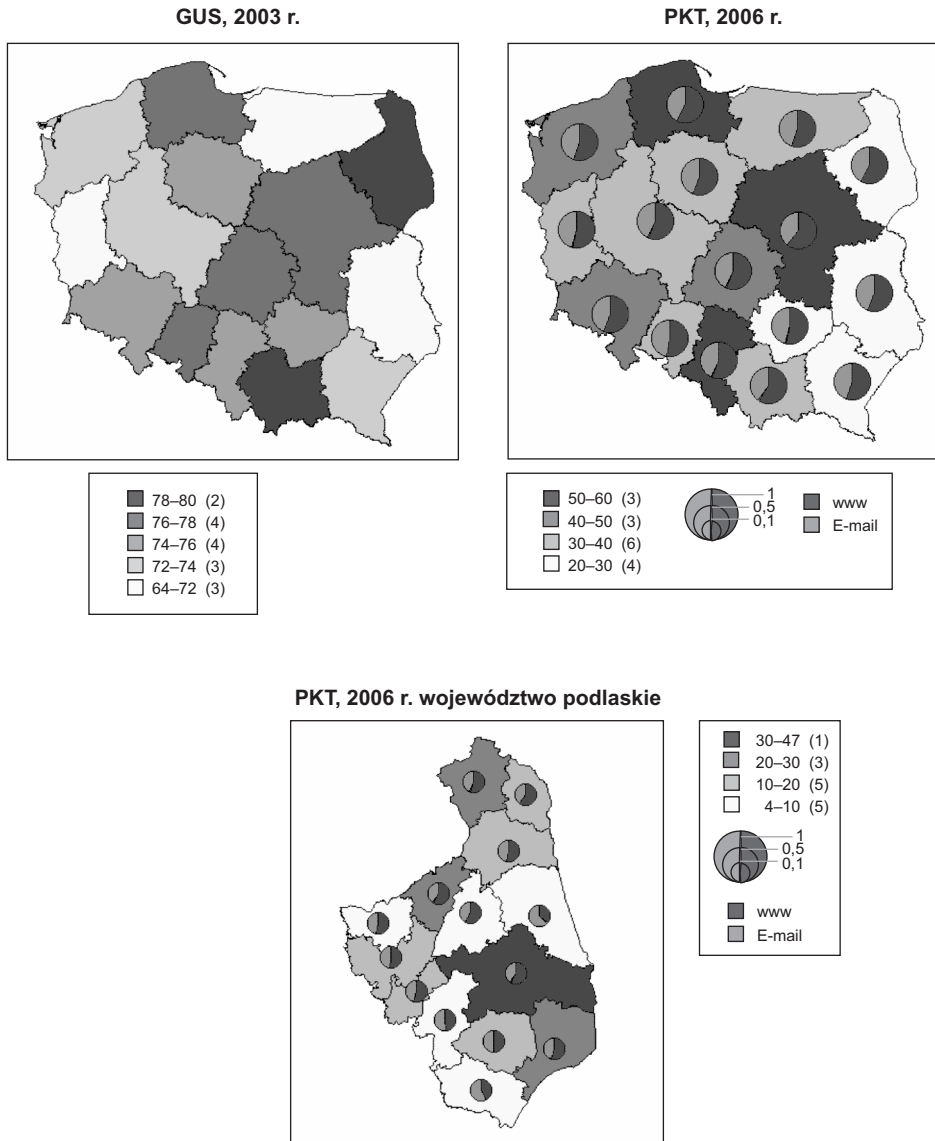 GUS, 2003 r.
PKT, 2006 r.
78–80 (2)
76–78 (4)
74–76 (4)
72–74 (3)
64–72 (3)
50–60 (3)
40–50 (3)
30–40 (6)
20–30 (4)
1
0,5
0,1
www
E-mail
PKT, 2006 r. województwo podlaskie
30–47 (1)
20–30 (3)
10–20 (5)
4–10 (5)
1
0,5
0,1
www
E-mail